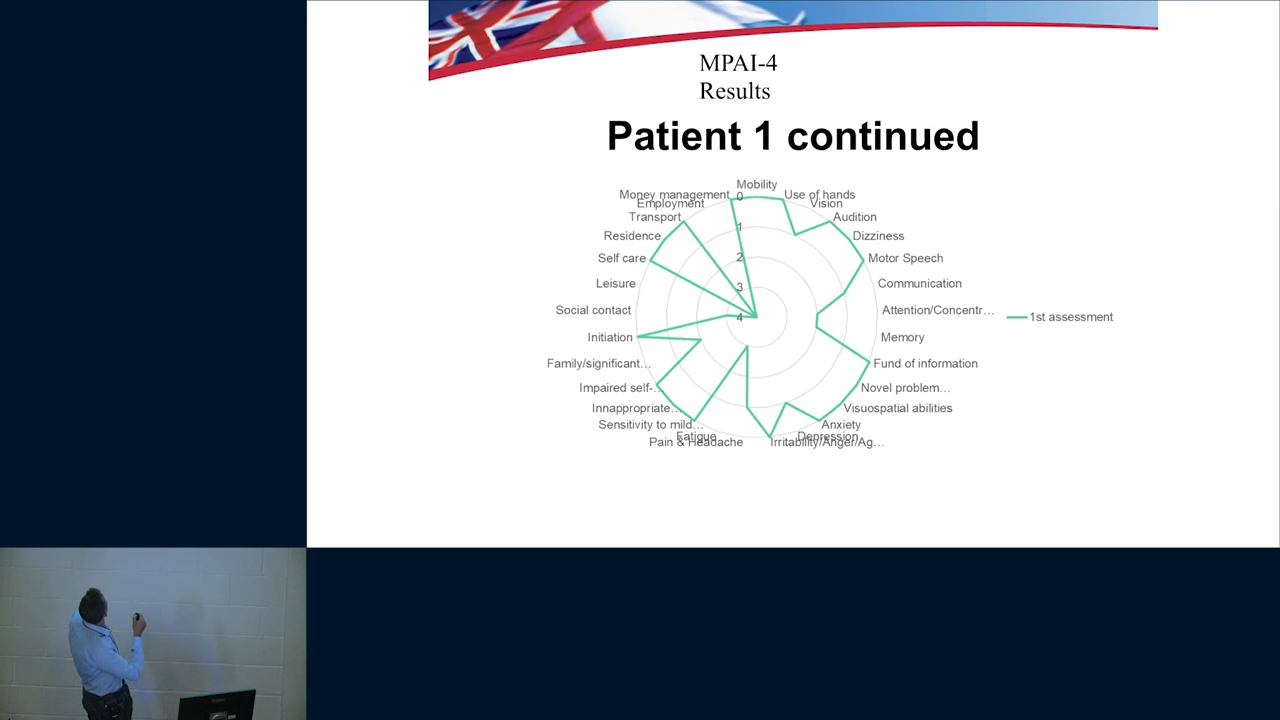 MPAI-4
Results
Patient 1 continued
Mobility
Money management
0
Use of hands
Employment
Vision
Transport
Audition
1
Residence
Dizziness
Self care
2
Motor Speech
Leisure
3
Communication
Social contact
4
Attention/Concentr…
1st assessment
Initiation
Memory
Family/significant…
Fund of information
Impaired self-…
Novel problem…
Innappropriate…
Visuospatial abilities
Sensitivity to mild…
Anxiety
Fatigue
Depression
Pain & Headache
Irritability/Anger/Ag…